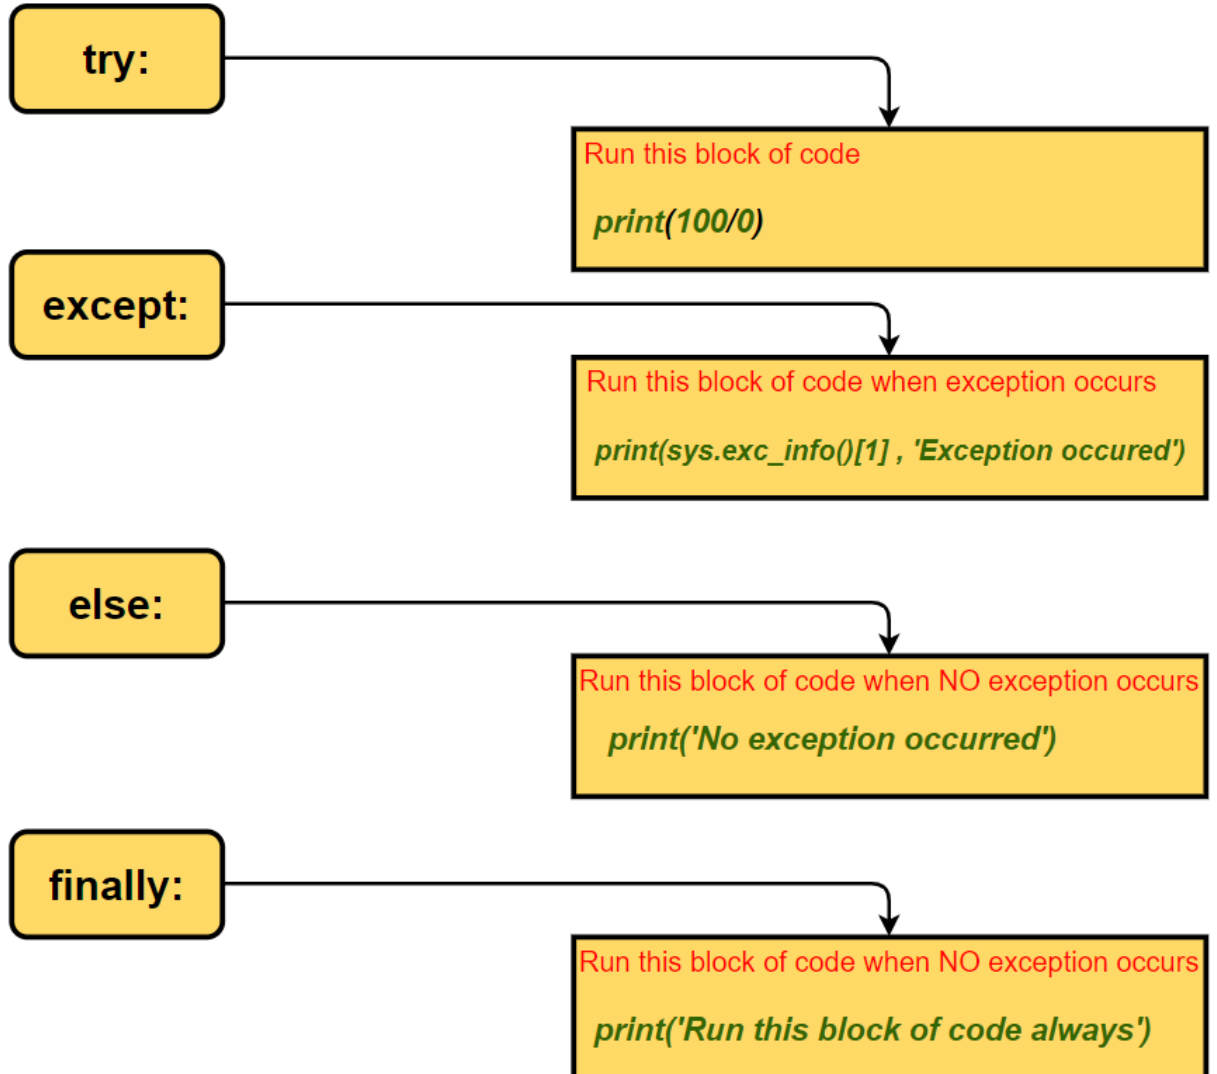 try:
Run this block of code
print(100/0)
except:
Run this block of code when exception occurs
print(sys.exc_info()[1] , 'Exception occured')
else:
Run this block of code when NO exception occurs
print('No exception occurred')
finally:
Run this block of code when NO exception occurs
print('Run this block of code always')